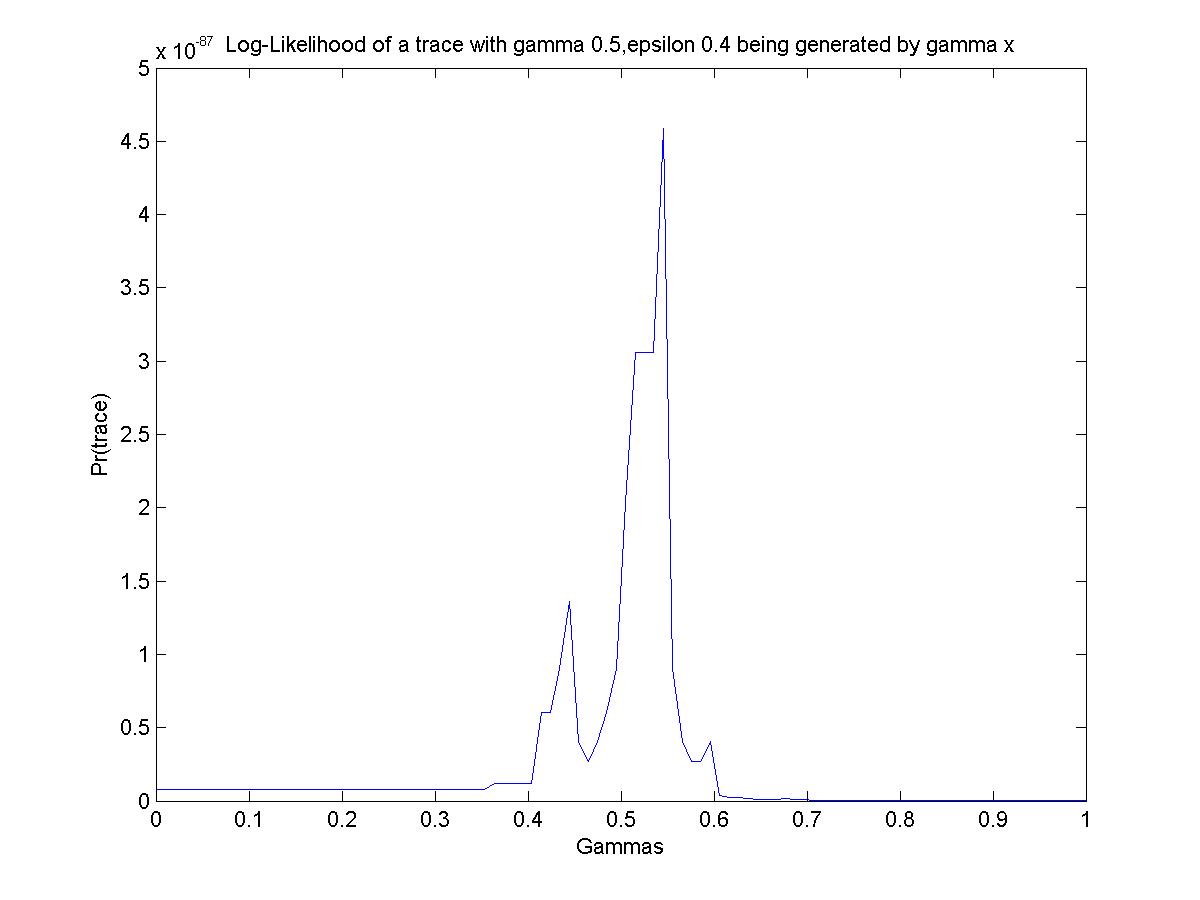 x 10-87 Log-Likelihood of a trace with gamma 0.5,epsilon 0.4 being generated by gamma x
5
4.5
4
3.5
3
2.5
2
1.5
1
0.5
0
Pr(trace)
0 0.1 0.2 0.3 0.4 0.5 0.6 0.7 0.8 0.9 1
Gammas